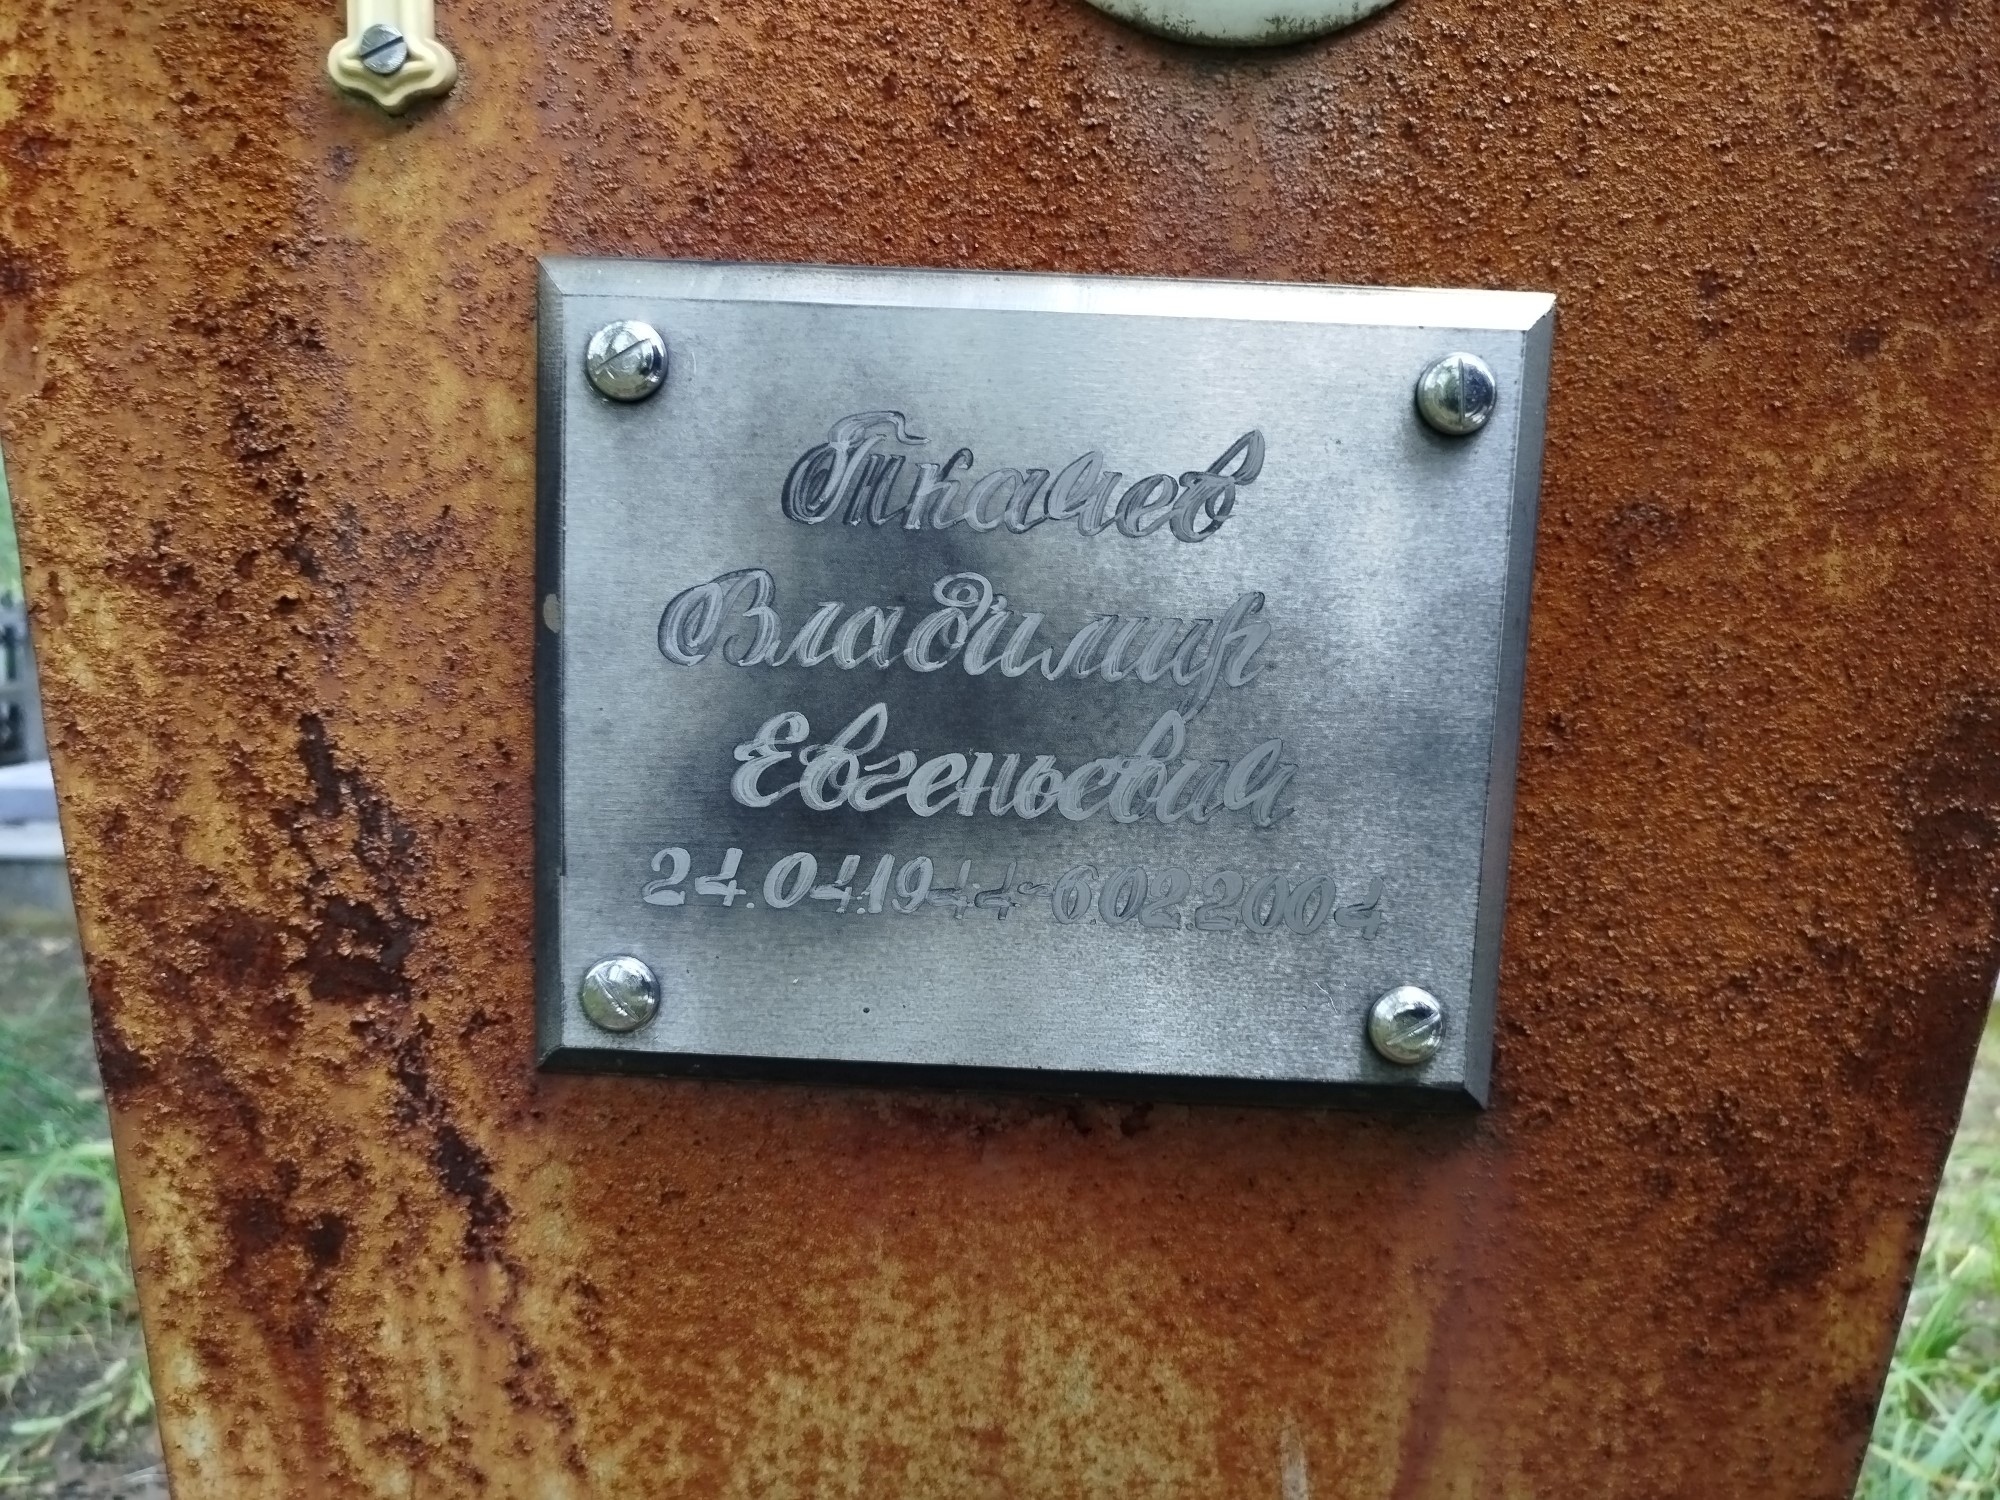 Ткачев
Владимир
Евгеньевич
24.04.1944-6.02.2004